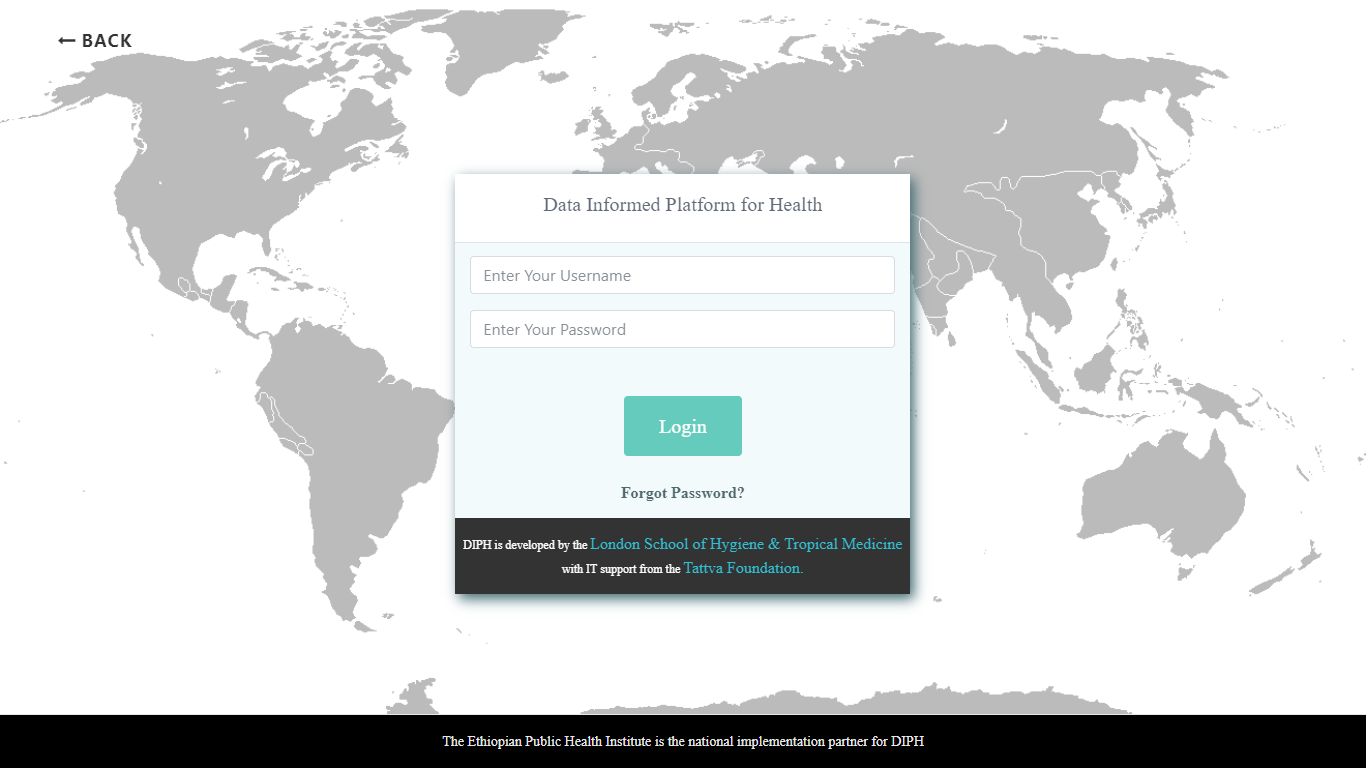 BACK
Data Informed Platform for Health
Enter Your Username
Enter Your Password
Login
Forgot Password?
DIPH is developed by the London School of Hygiene & Tropical Medicine
with IT support from the Tattva Foundation.
The Ethiopian Public Health Institute is the national implementation partner for DIPH